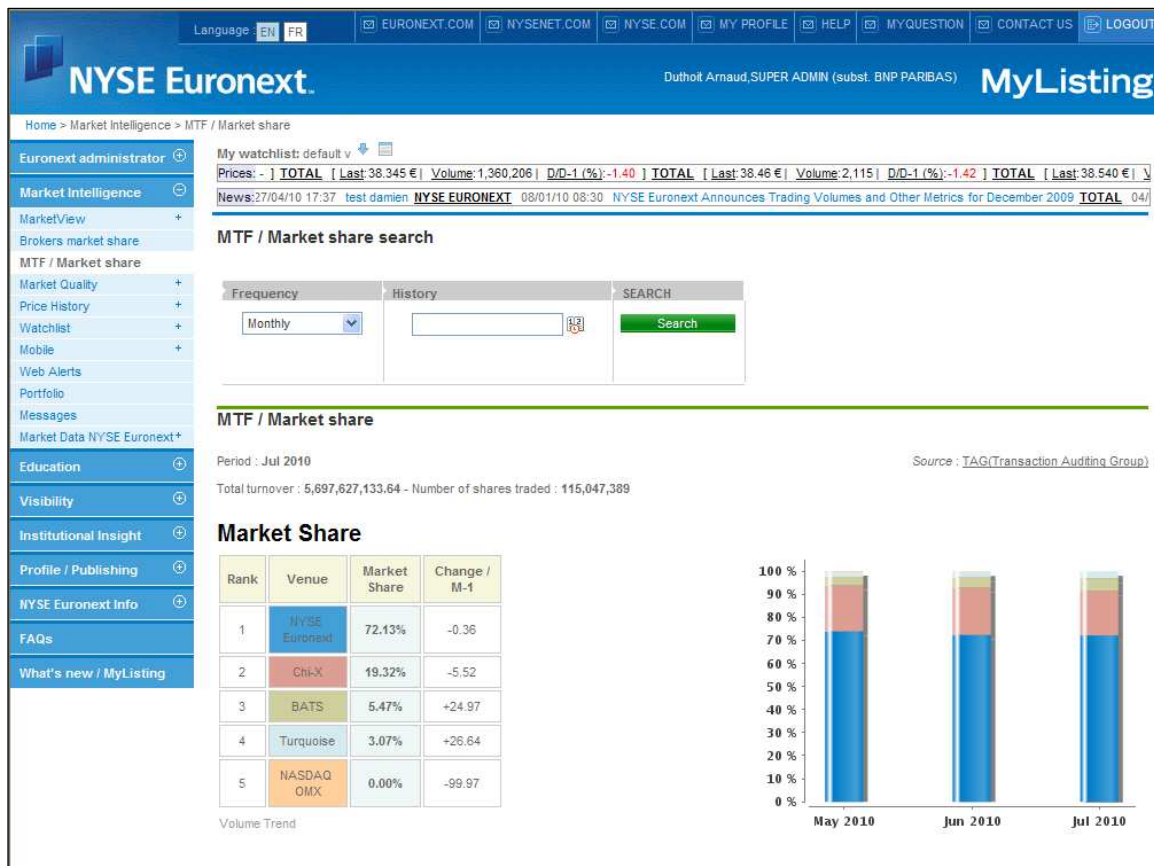 Language : EN FR
EURONEXT.COM NYSENET.COM NYSE.COM MY PROFILE HELP MYQUESTION CONTACT US LOGOUT
NYSE Euronext.
Duthoit Arnaud,SUPER ADMIN (subst. BNP PARIBAS)
MyListing
Home > Market Intelligence > MTF / Market share
Euronext administrator
Market Intelligence
MarketView +
Brokers market share
MTF / Market share
Market Quality +
Price History +
Watchlist +
Mobile +
Web Alerts
Portfolio
Messages
Market Data NYSE Euronext+
Education
Visibility
Institutional Insight
Profile / Publishing
NYSE Euronext Info
FAQs
What's new / MyListing
My watchlist: default v
Prices: - ] TOTAL [ Last:38.345 € | Volume:1,360,206 | D/D-1 (%):-1.40 ] TOTAL [ Last:38.46 € | Volume:2,115 | D/D-1 (%):-1.42 ] TOTAL [ Last:38.540 € |
News:27/04/10 17:37 test damien NYSE EURONEXT 08/01/10 08:30 NYSE Euronext Announces Trading Volumes and Other Metrics for December 2009 TOTAL 04/
MTF / Market share search
Frequency History SEARCH
Monthly Search
MTF / Market share
Period : Jul 2010
Source : TAG(Transaction Auditing Group)
Total turnover : 5,697,627,133.64 - Number of shares traded : 115,047,389
Market Share
Rank Venue Market Share Change / M-1
1 NYSE Euronext 72.13% -0.36
2 Chi-X 19.32% -5.52
3 BATS 5.47% +24.97
4 Turquoise 3.07% +26.64
5 NASDAQ OMX 0.00% -99.97
Volume Trend
100 %
90 %
80 %
70 %
60 %
50 %
40 %
30 %
20 %
10 %
0 %
May 2010 Jun 2010 Jul 2010